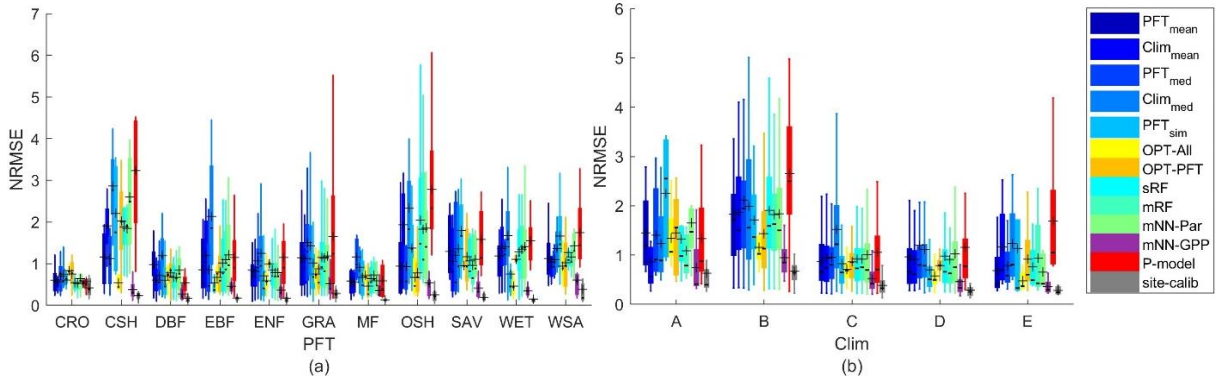 7
6
5
4
3
2
1
0
NRMSE
CRO CSH DBF EBF ENF GRA MF OSH SAV WET WSA
PFT
(a)
6
5
4
3
2
1
0
NRMSE
A B C D E
Clim
(b)
PFTmean
Climmean
PFTmed
Climmed
PFTsim
OPT-All
OPT-PFT
sRF
mRF
mNN-Par
mNN-GPP
P-model
site-calib